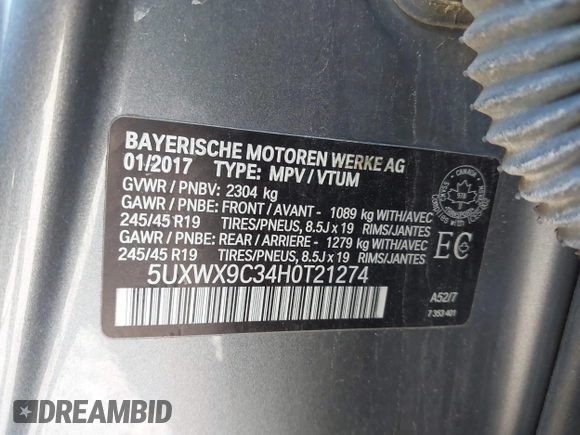 BAYERISCHE MOTOREN WERKE AG
01/2017 TYPE: MPV / VTUM
GVWR / PNBV: 2304 kg
GAWR / PNBE: FRONT / AVANT - 1089 kg WITH/AVEC
245/45 R19 TIRES/PNEUS, 8.5J x 19 RIMS/JANTES
GAWR / PNBE: REAR / ARRIERE - 1279 kg WITH/AVEC
245/45 R19 TIRES/PNEUS, 8.5J x 19 RIMS/JANTES
5UXWX9C34H0T21274
CANADA
EC
A52/7
7 353 401
DREAMBID